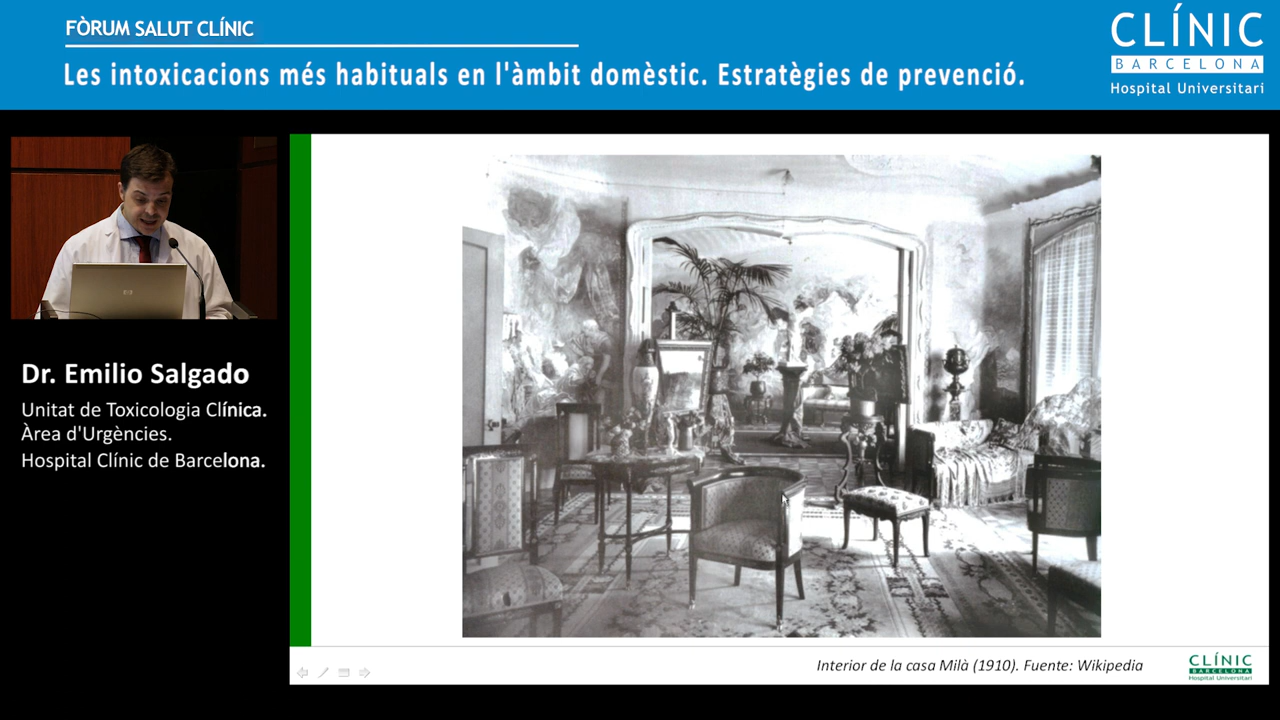 FÒRUM SALUT CLÍNIC
Les intoxicacions més habituals en l'àmbit domèstic. Estratègies de prevenció.
CLÍNIC
BARCELONA
Hospital Universitari
Dr. Emilio Salgado
Unitat de Toxicologia Clínica.
Àrea d'Urgències.
Hospital Clínic de Barcelona.
Interior de la casa Milà (1910). Fuente: Wikipedia
CLÍNIC
BARCELONA
Hospital Universitari